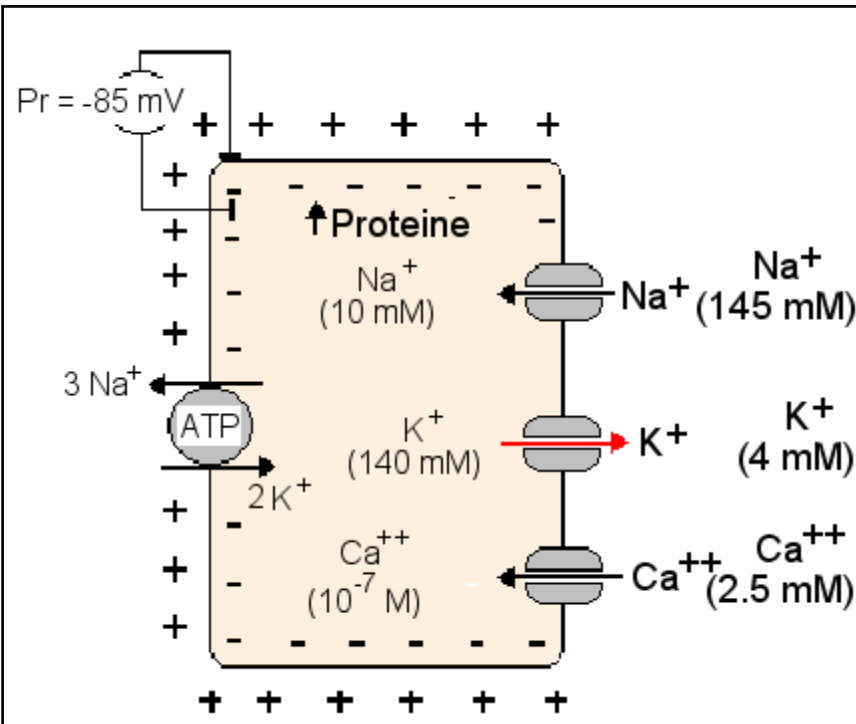 Pr = -85 mV
+ + + + + +
Proteine
Na+
(10 mM)
Na+
Na+
(145 mM)
3 Na+
ATP
2K+
K+
(140 mM)
K+
K+
(4 mM)
Ca++
(10-7 M)
Ca++
Ca++
(2.5 mM)
+ + + + + +